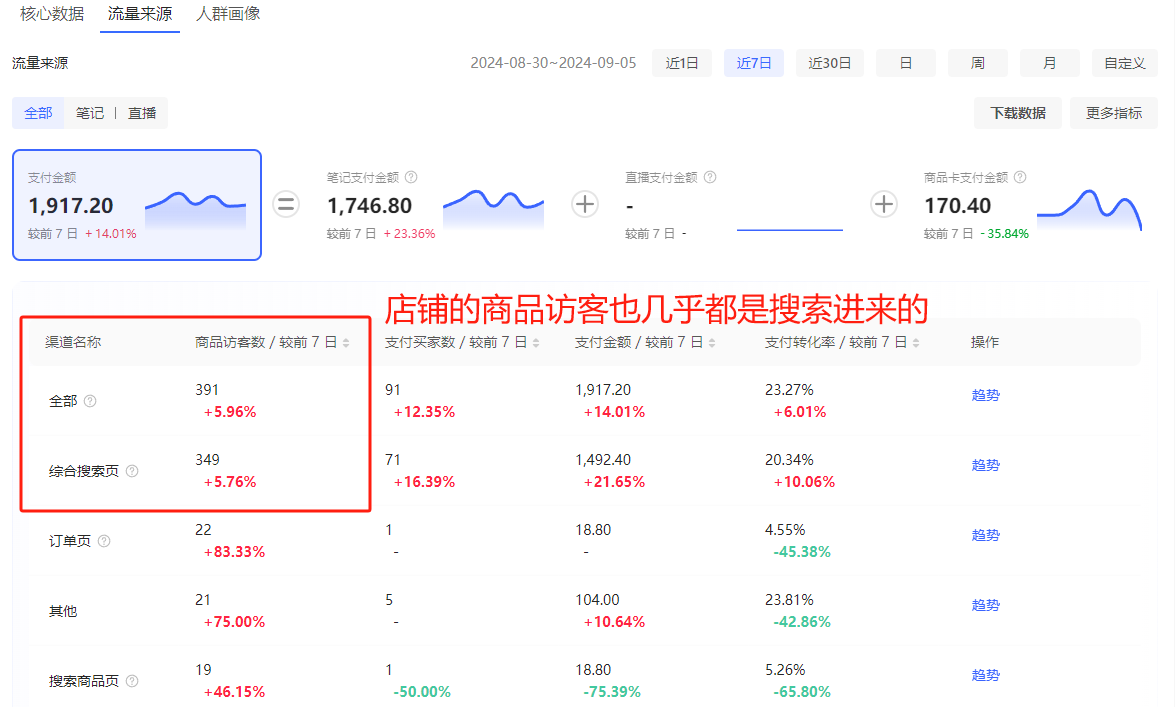 核心数据 流量来源 人群画像
流量来源 2024-08-30~2024-09-05 近1日 近7日 近30日 日 周 月 自定义
全部 笔记 直播 下载数据 更多指标
支付金额 笔记支付金额 直播支付金额 商品卡支付金额
1,917.20 1,746.80 - 170.40
较前 7 日 +14.01% 较前 7 日 +23.36% 较前 7 日 - 较前 7 日 -35.84%
店铺的商品访客也几乎都是搜索进来的
渠道名称 商品访客数 / 较前 7 日 支付买家数 / 较前 7 日 支付金额 / 较前 7 日 支付转化率 / 较前 7 日 操作
全部 391 91 1,917.20 23.27% 趋势
+5.96% +12.35% +14.01% +6.01%
综合搜索页 349 71 1,492.40 20.34% 趋势
+5.76% +16.39% +21.65% +10.06%
订单页 22 1 18.80 4.55% 趋势
+83.33% - - -45.38%
其他 21 5 104.00 23.81% 趋势
+75.00% - +10.64% -42.86%
搜索商品页 19 1 18.80 5.26% 趋势
+46.15% -50.00% -75.39% -65.80%